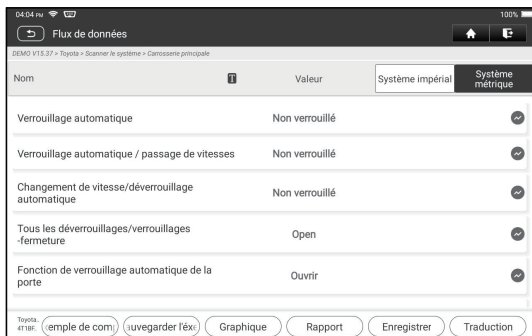 04:04 PM 100%
Flux de données
DEMO V15.37 > Toyota > Scanner le système > Carrosserie principale
Nom T Valeur Système impérial Système métrique
Verrouillage automatique Non verrouillé
Verrouillage automatique / passage de vitesses Non verrouillé
Changement de vitesse/déverrouillage
automatique Non verrouillé
Tous les déverrouillages/verrouillages
-fermeture Open
Fonction de verrouillage automatique de la
porte Ouvrir
Toyota..
4T1BF. emple de com auvegarder l'éx Graphique Rapport Enregistrer Traduction